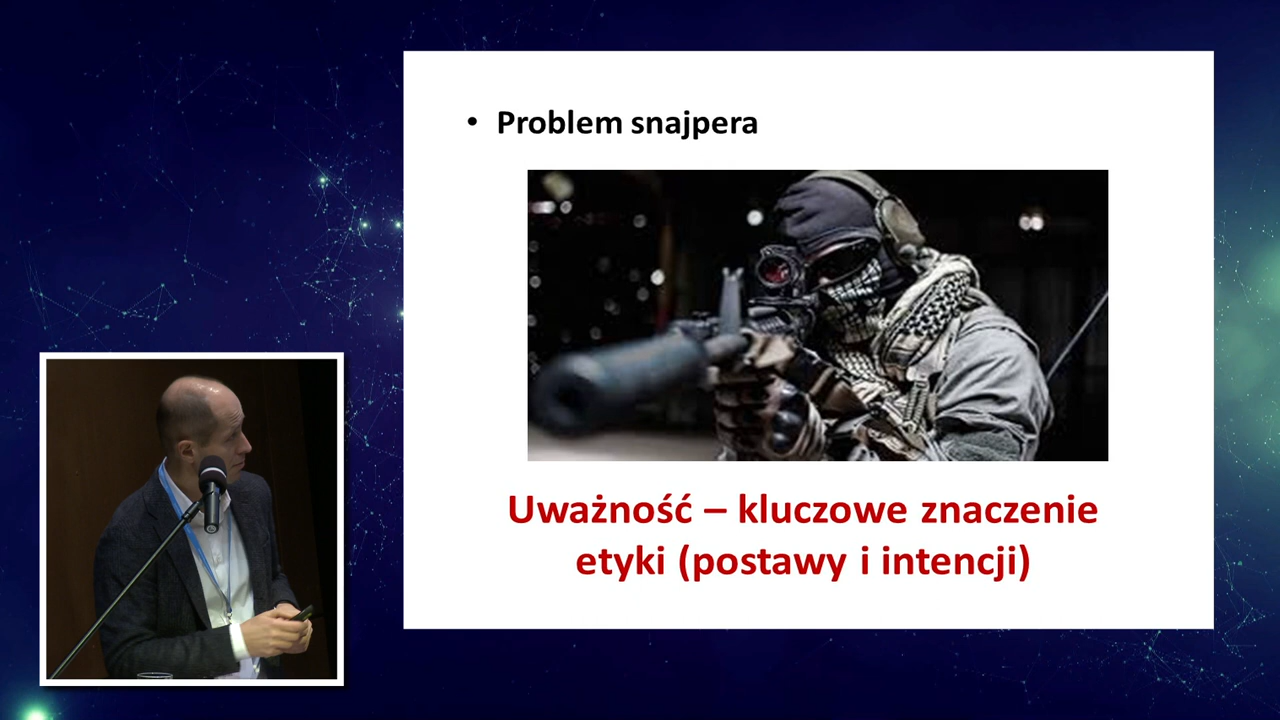 • Problem snajpera
Uważność – kluczowe znaczenie
etyki (postawy i intencji)